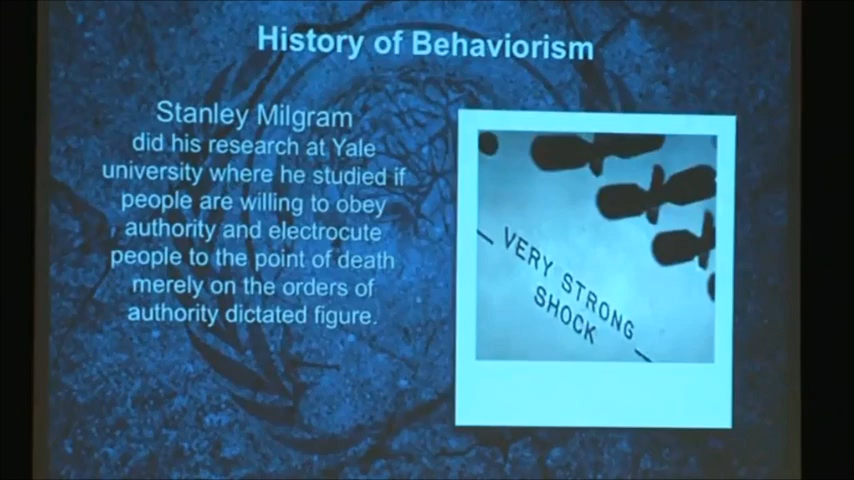 History of Behaviorism
Stanley Milgram
did his research at Yale
university where he studied if
people are willing to obey
authority and electrocute
people to the point of death
merely on the orders of
authority dictated figure.
VERY STRONG
SHOCK